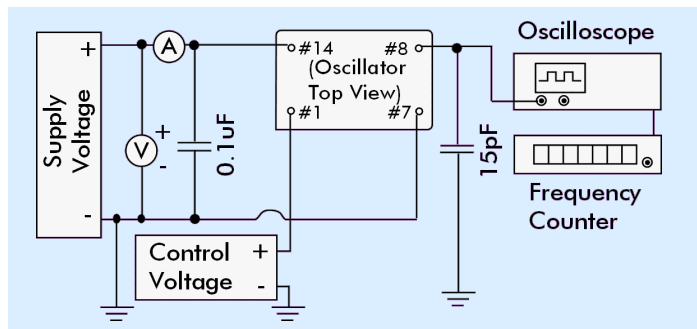 Supply
Voltage
+
-
A
V
+
-
0.1uF
#14
#8
(Oscillator
Top View)
#1
#7
15pF
Oscilloscope
Frequency
Counter
Control
Voltage
+
-